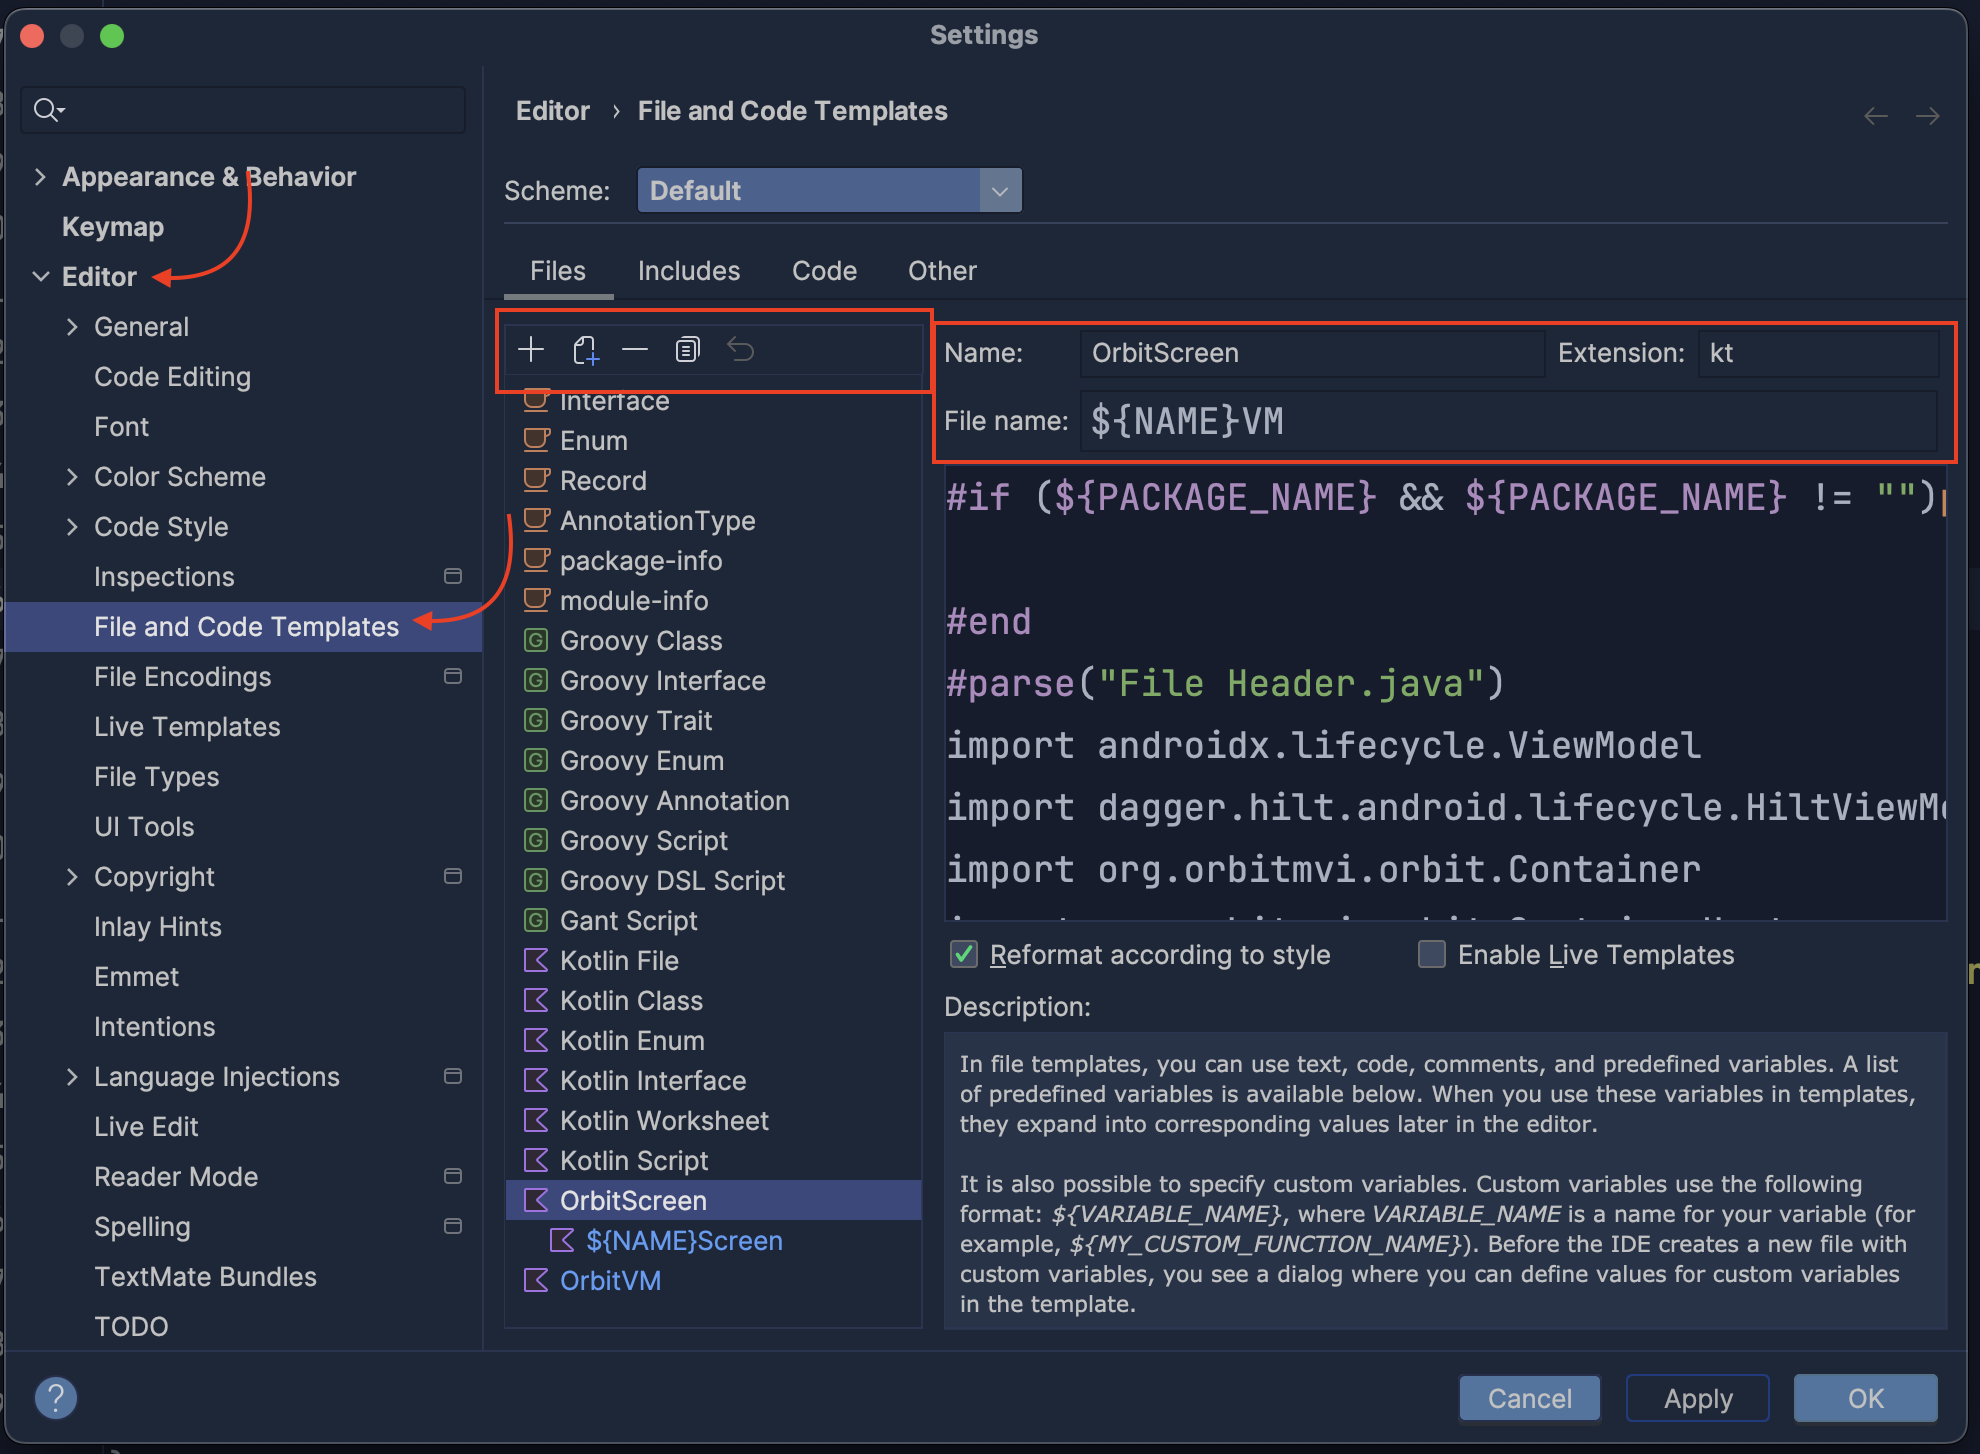 Settings
Appearance & Behavior
Keymap
Editor
General
Code Editing
Font
Color Scheme
Code Style
Inspections
File and Code Templates
File Encodings
Live Templates
File Types
UI Tools
Copyright
Inlay Hints
Emmet
Intentions
Language Injections
Live Edit
Reader Mode
Spelling
TextMate Bundles
TODO
Editor › File and Code Templates
Scheme: Default
Files Includes Code Other
Interface
Enum
Record
AnnotationType
package-info
module-info
Groovy Class
Groovy Interface
Groovy Trait
Groovy Enum
Groovy Annotation
Groovy Script
Groovy DSL Script
Gant Script
Kotlin File
Kotlin Class
Kotlin Enum
Kotlin Interface
Kotlin Worksheet
Kotlin Script
OrbitScreen
${NAME}Screen
OrbitVM
Name: OrbitScreen Extension: kt
File name: ${NAME}VM
#if (${PACKAGE_NAME} && ${PACKAGE_NAME} != "")
#end
#parse("File Header.java")
import androidx.lifecycle.ViewModel
import dagger.hilt.android.lifecycle.HiltViewMo
import org.orbitmvi.orbit.Container
Reformat according to style Enable Live Templates
Description:
In file templates, you can use text, code, comments, and predefined variables. A list
of predefined variables is available below. When you use these variables in templates,
they expand into corresponding values later in the editor.
It is also possible to specify custom variables. Custom variables use the following
format: ${VARIABLE_NAME}, where VARIABLE_NAME is a name for your variable (for
example, ${MY_CUSTOM_FUNCTION_NAME}). Before the IDE creates a new file with
custom variables, you see a dialog where you can define values for custom variables
in the template.
? Cancel Apply OK